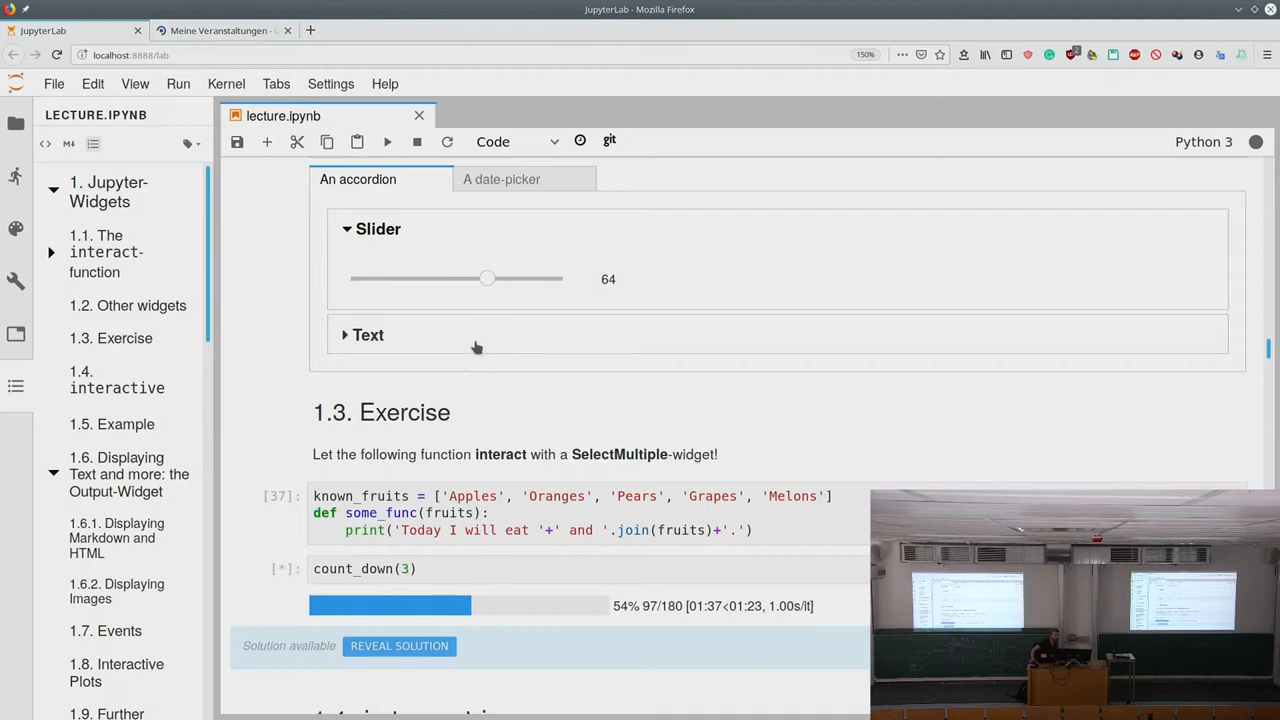 JupyterLab - Mozilla Firefox
JupyterLab
Meine Veranstaltungen - U
localhost:8888/lab
150%
2
ABP
File Edit View Run Kernel Tabs Settings Help
LECTURE.IPYNB
lecture.ipynb
Code
git
Python 3
1. Jupyter-
Widgets
1.1. The
interact-
function
1.2. Other widgets
1.3. Exercise
1.4.
interactive
1.5. Example
1.6. Displaying
Text and more: the
Output-Widget
1.6.1. Displaying
Markdown and
HTML
1.6.2. Displaying
Images
1.7. Events
1.8. Interactive
Plots
1.9. Further
An accordion
A date-picker
Slider
64
Text
1.3. Exercise
Let the following function interact with a SelectMultiple-widget!
[37]:
known_fruits = ['Apples', 'Oranges', 'Pears', 'Grapes', 'Melons']
def some_func(fruits):
print('Today I will eat '+' and '.join(fruits)+'.')
[*]:
count_down(3)
54% 97/180 [01:37<01:23, 1.00s/it]
Solution available
REVEAL SOLUTION